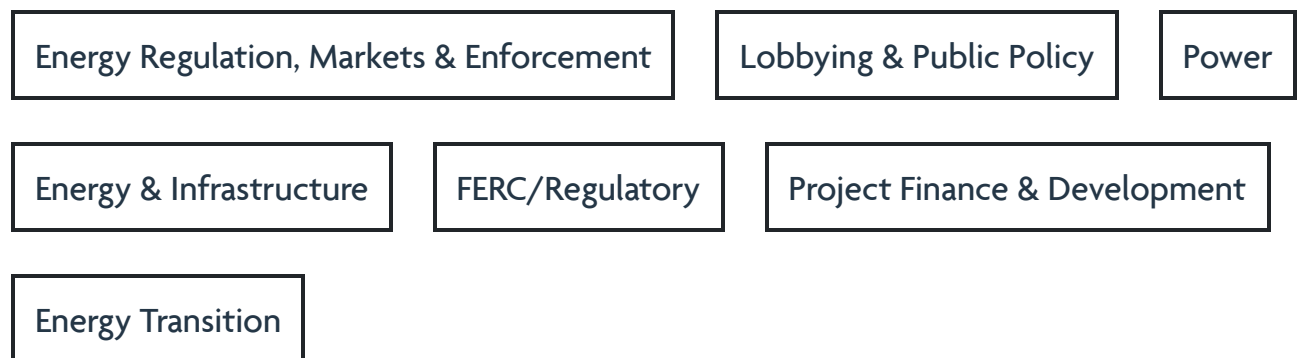 Energy Regulation, Markets & Enforcement
Lobbying & Public Policy
Power
Energy & Infrastructure
FERC/Regulatory
Project Finance & Development
Energy Transition